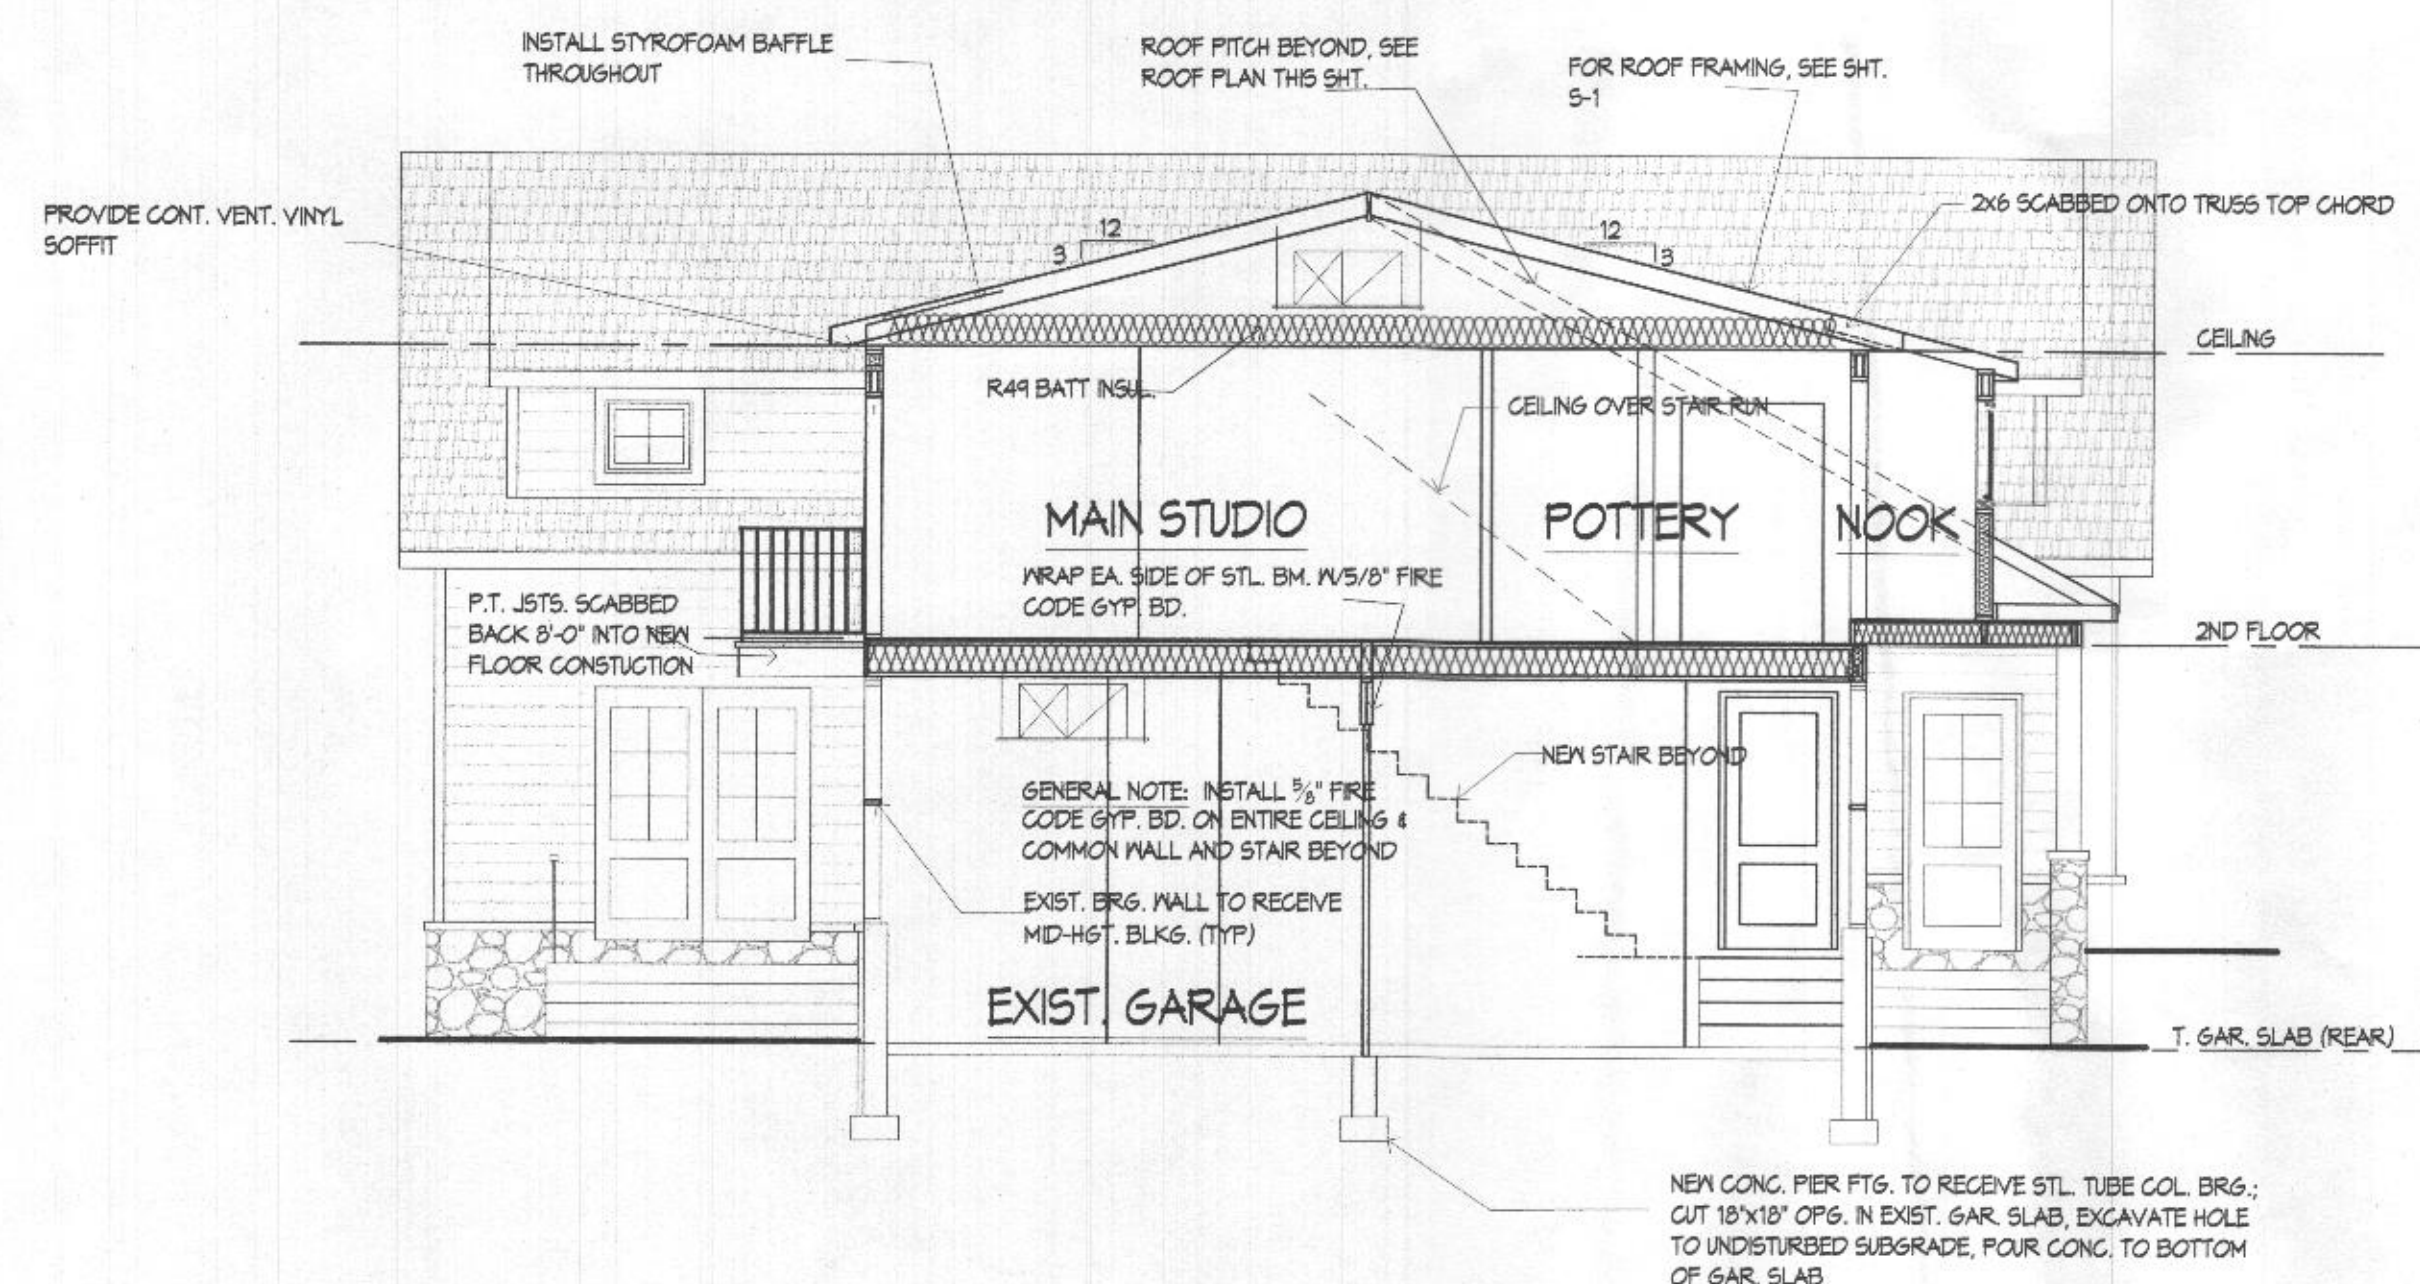 INSTALL STYROFOAM BAFFLE
THROUGHOUT
ROOF PITCH BEYOND, SEE
ROOF PLAN THIS SHT.
FOR ROOF FRAMING, SEE SHT.
S-1
PROVIDE CONT. VENT. VINYL
SOFFIT
2X6 SCABBED ONTO TRUSS TOP CHORD
12
3
12
3
CEILING
R49 BATT INSUL.
CEILING OVER STAIR RUN
MAIN STUDIO
POTTERY
NOOK
WRAP EA. SIDE OF STL. BM. W/5/8" FIRE
CODE GYP. BD.
P.T. JSTS. SCABBED
BACK 8'-0" INTO NEW
FLOOR CONSTUCTION
2ND FLOOR
NEW STAIR BEYOND
GENERAL NOTE: INSTALL 5/8" FIRE
CODE GYP. BD. ON ENTIRE CEILING &
COMMON WALL AND STAIR BEYOND
EXIST. BRG. WALL TO RECEIVE
MID-HGT. BLKG. (TYP)
EXIST. GARAGE
T. GAR. SLAB (REAR)
NEW CONC. PIER FTG. TO RECEIVE STL. TUBE COL. BRG.;
CUT 18"X18" OPG. IN EXIST. GAR. SLAB, EXCAVATE HOLE
TO UNDISTURBED SUBGRADE, POUR CONC. TO BOTTOM
OF GAR. SLAB